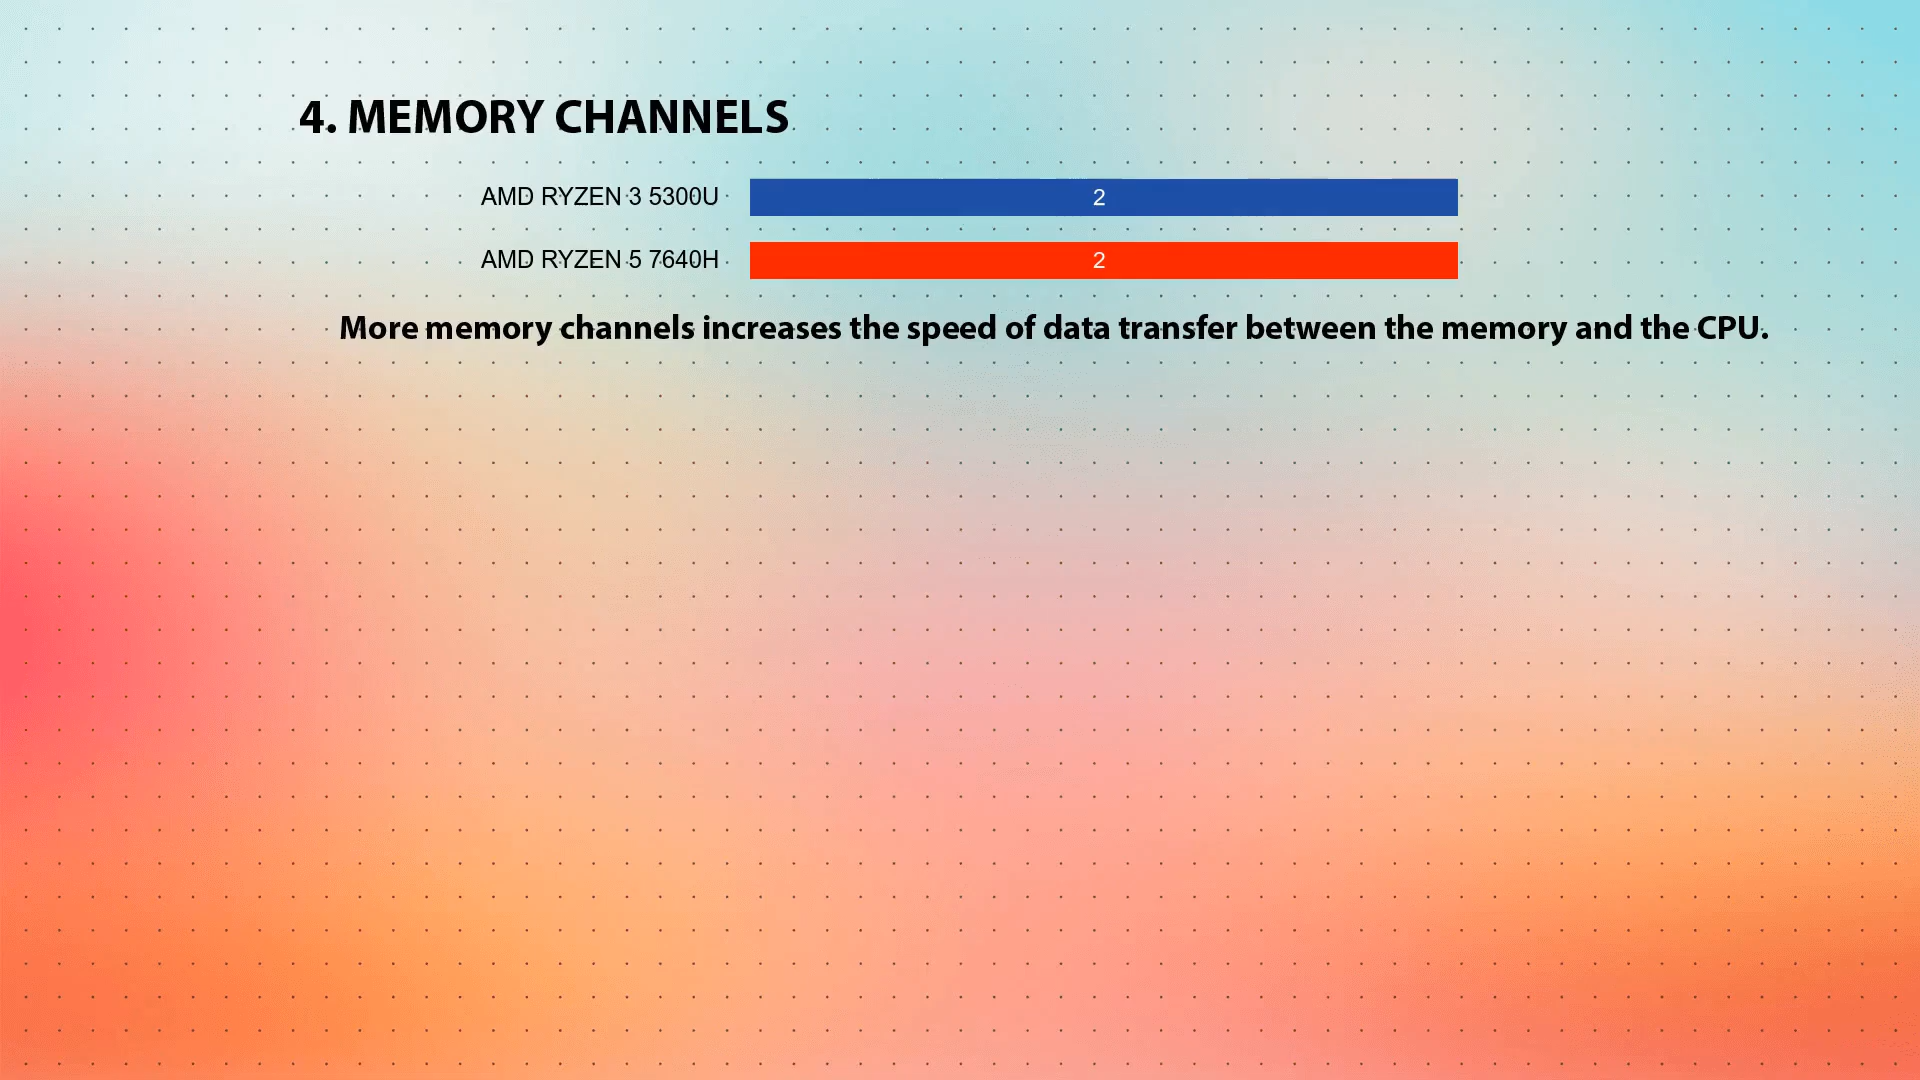 4. MEMORY CHANNELS
AMD RYZEN 3 5300U
2
AMD RYZEN 5 7640H
2
More memory channels increases the speed of data transfer between the memory and the CPU.